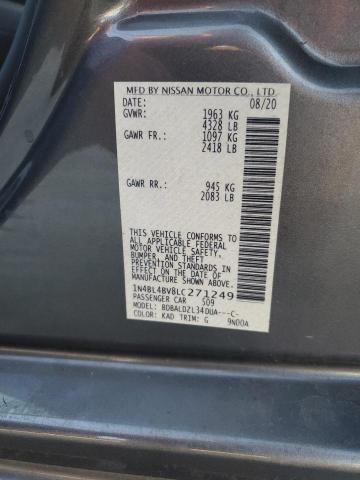 MFD BY NISSAN MOTOR CO., LTD
DATE: 08/20
GVWR: 1963 KG
4328 LB
GAWR FR: 1097 KG
2418 LB
GAWR RR: 945 KG
2083 LB
THIS VEHICLE CONFORMS TO
ALL APPLICABLE FEDERAL
MOTOR VEHICLE SAFETY,
BUMPER, AND THEFT
PREVENTION STANDARDS IN
EFFECT ON THE DATE OF
MANUFACTURE SHOWN ABOVE.
1N4BL4BV8LC271249
PASSENGER CAR S09
MODEL: BDBALDZL34DUA---C-
COLOR: KAD TRIM: G 9N00A